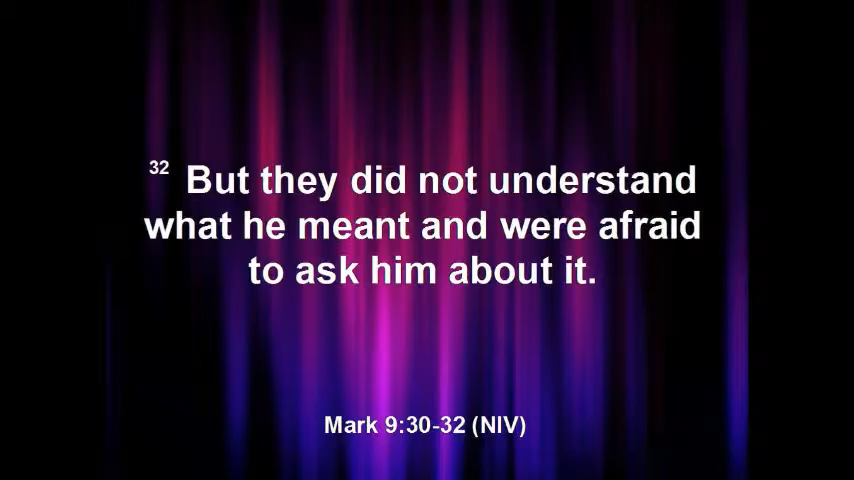 32 But they did not understand
what he meant and were afraid
to ask him about it.
Mark 9:30-32 (NIV)